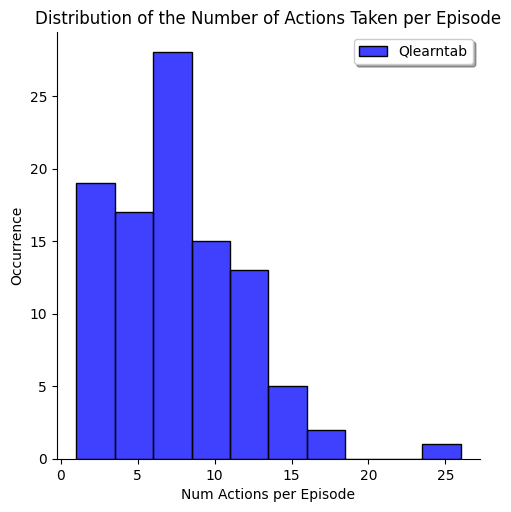 Distribution of the Number of Actions Taken per Episode
Qlearntab
25
20
15
10
5
0
Occurrence
0 5 10 15 20 25
Num Actions per Episode